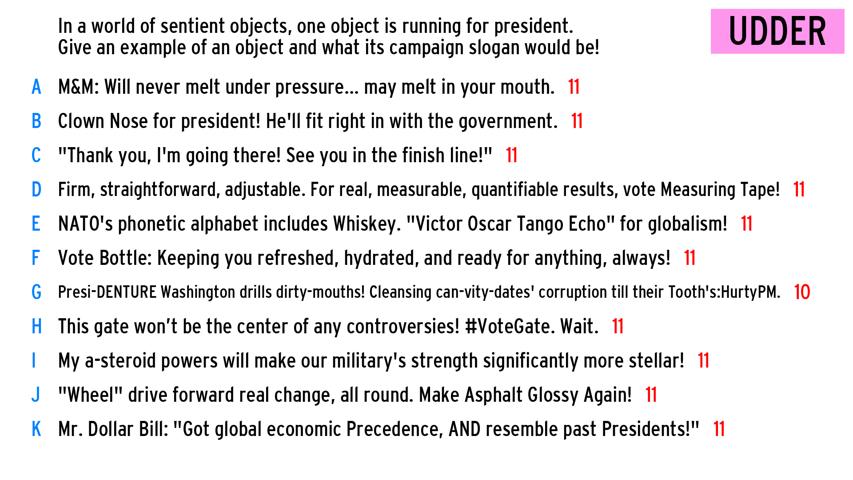 In a world of sentient objects, one object is running for president.
Give an example of an object and what its campaign slogan would be!
UDDER
A M&M: Will never melt under pressure... may melt in your mouth. 11
B Clown Nose for president! He'll fit right in with the government. 11
C "Thank you, I'm going there! See you in the finish line!" 11
D Firm, straightforward, adjustable. For real, measurable, quantifiable results, vote Measuring Tape! 11
E NATO's phonetic alphabet includes Whiskey. "Victor Oscar Tango Echo" for globalism! 11
F Vote Bottle: Keeping you refreshed, hydrated, and ready for anything, always! 11
G Presi-DENTURE Washington drills dirty-mouths! Cleansing can-vity-dates' corruption till their Tooth's:HurtyPM. 10
H This gate won't be the center of any controversies! #VoteGate. Wait. 11
I My a-steroid powers will make our military's strength significantly more stellar! 11
J "Wheel" drive forward real change, all round. Make Asphalt Glossy Again! 11
K Mr. Dollar Bill: "Got global economic Precedence, AND resemble past Presidents!" 11